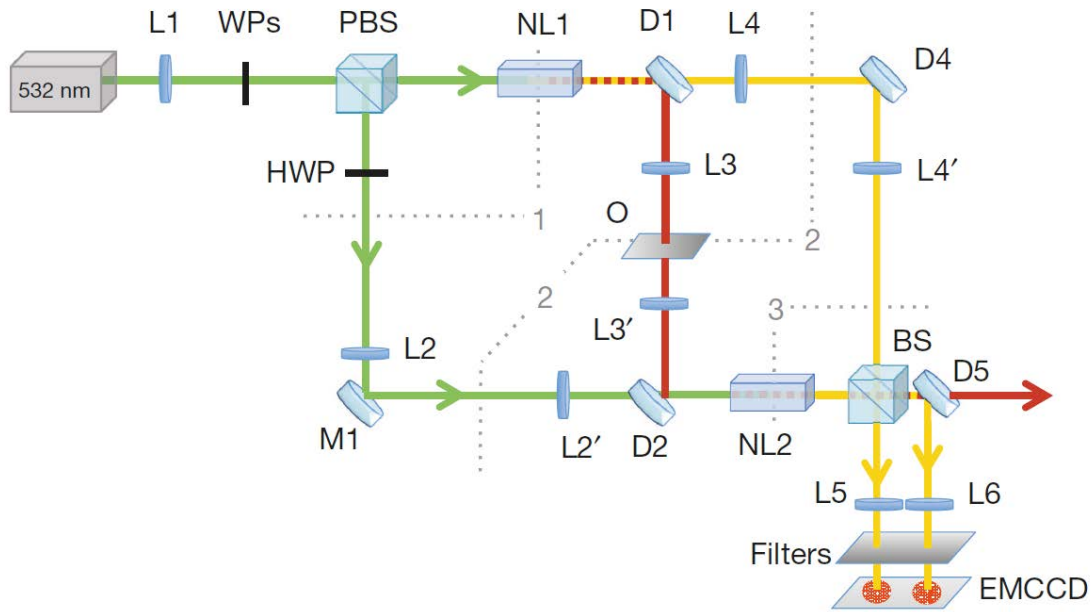 L1 WPs PBS NL1 D1 L4 D4
532 nm
HWP L3 L4′
O
1 2
2 L3′ 3
L2 BS D5
M1 L2′ D2 NL2
L5 L6
Filters
EMCCD